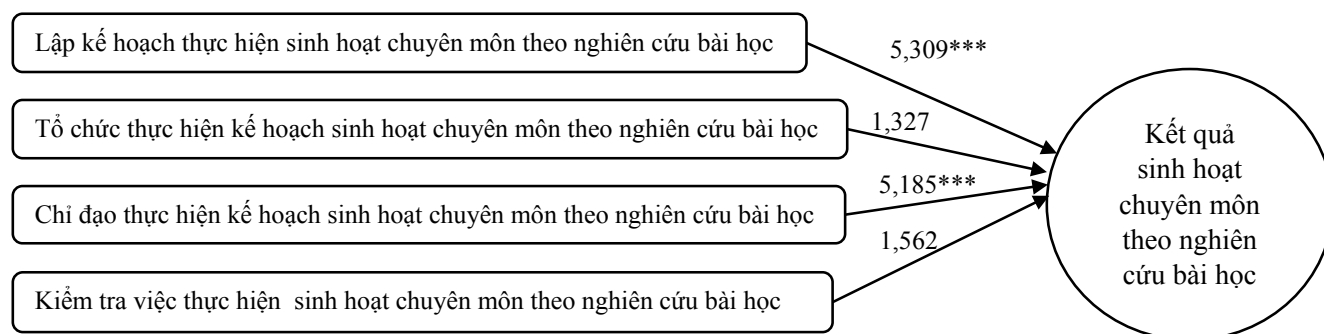 Lập kế hoạch thực hiện sinh hoạt chuyên môn theo nghiên cứu bài học
5,309***
Tổ chức thực hiện kế hoạch sinh hoạt chuyên môn theo nghiên cứu bài học
1,327
Chỉ đạo thực hiện kế hoạch sinh hoạt chuyên môn theo nghiên cứu bài học
5,185***
Kiểm tra việc thực hiện sinh hoạt chuyên môn theo nghiên cứu bài học
1,562
Kết quả
sinh hoạt
chuyên môn
theo nghiên
cứu bài học